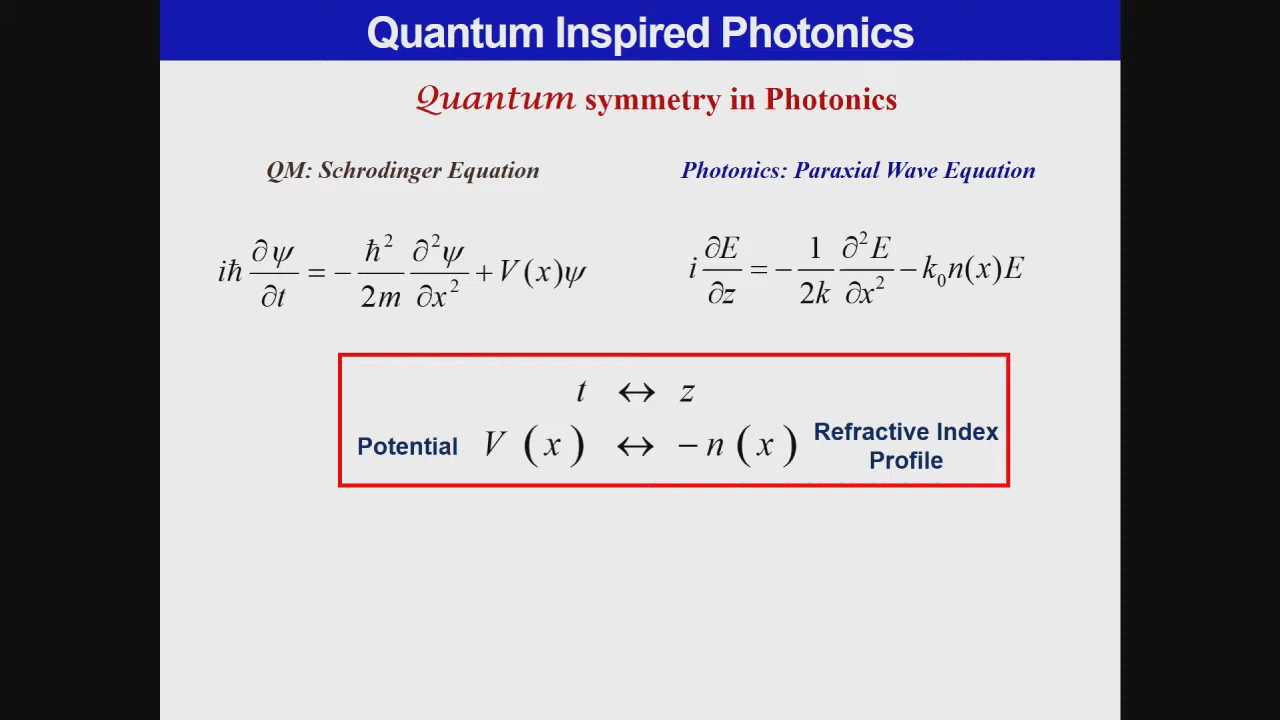 Quantum Inspired Photonics
Quantum symmetry in Photonics
QM: Schrodinger Equation
Photonics: Paraxial Wave Equation
iħ ∂ψ/∂t = − ħ²/2m ∂²ψ/∂x² + V(x)ψ
i ∂E/∂z = − 1/2k ∂²E/∂x² − k₀n(x)E
t ↔ z
Potential V (x) ↔ − n (x) Refractive Index
Profile